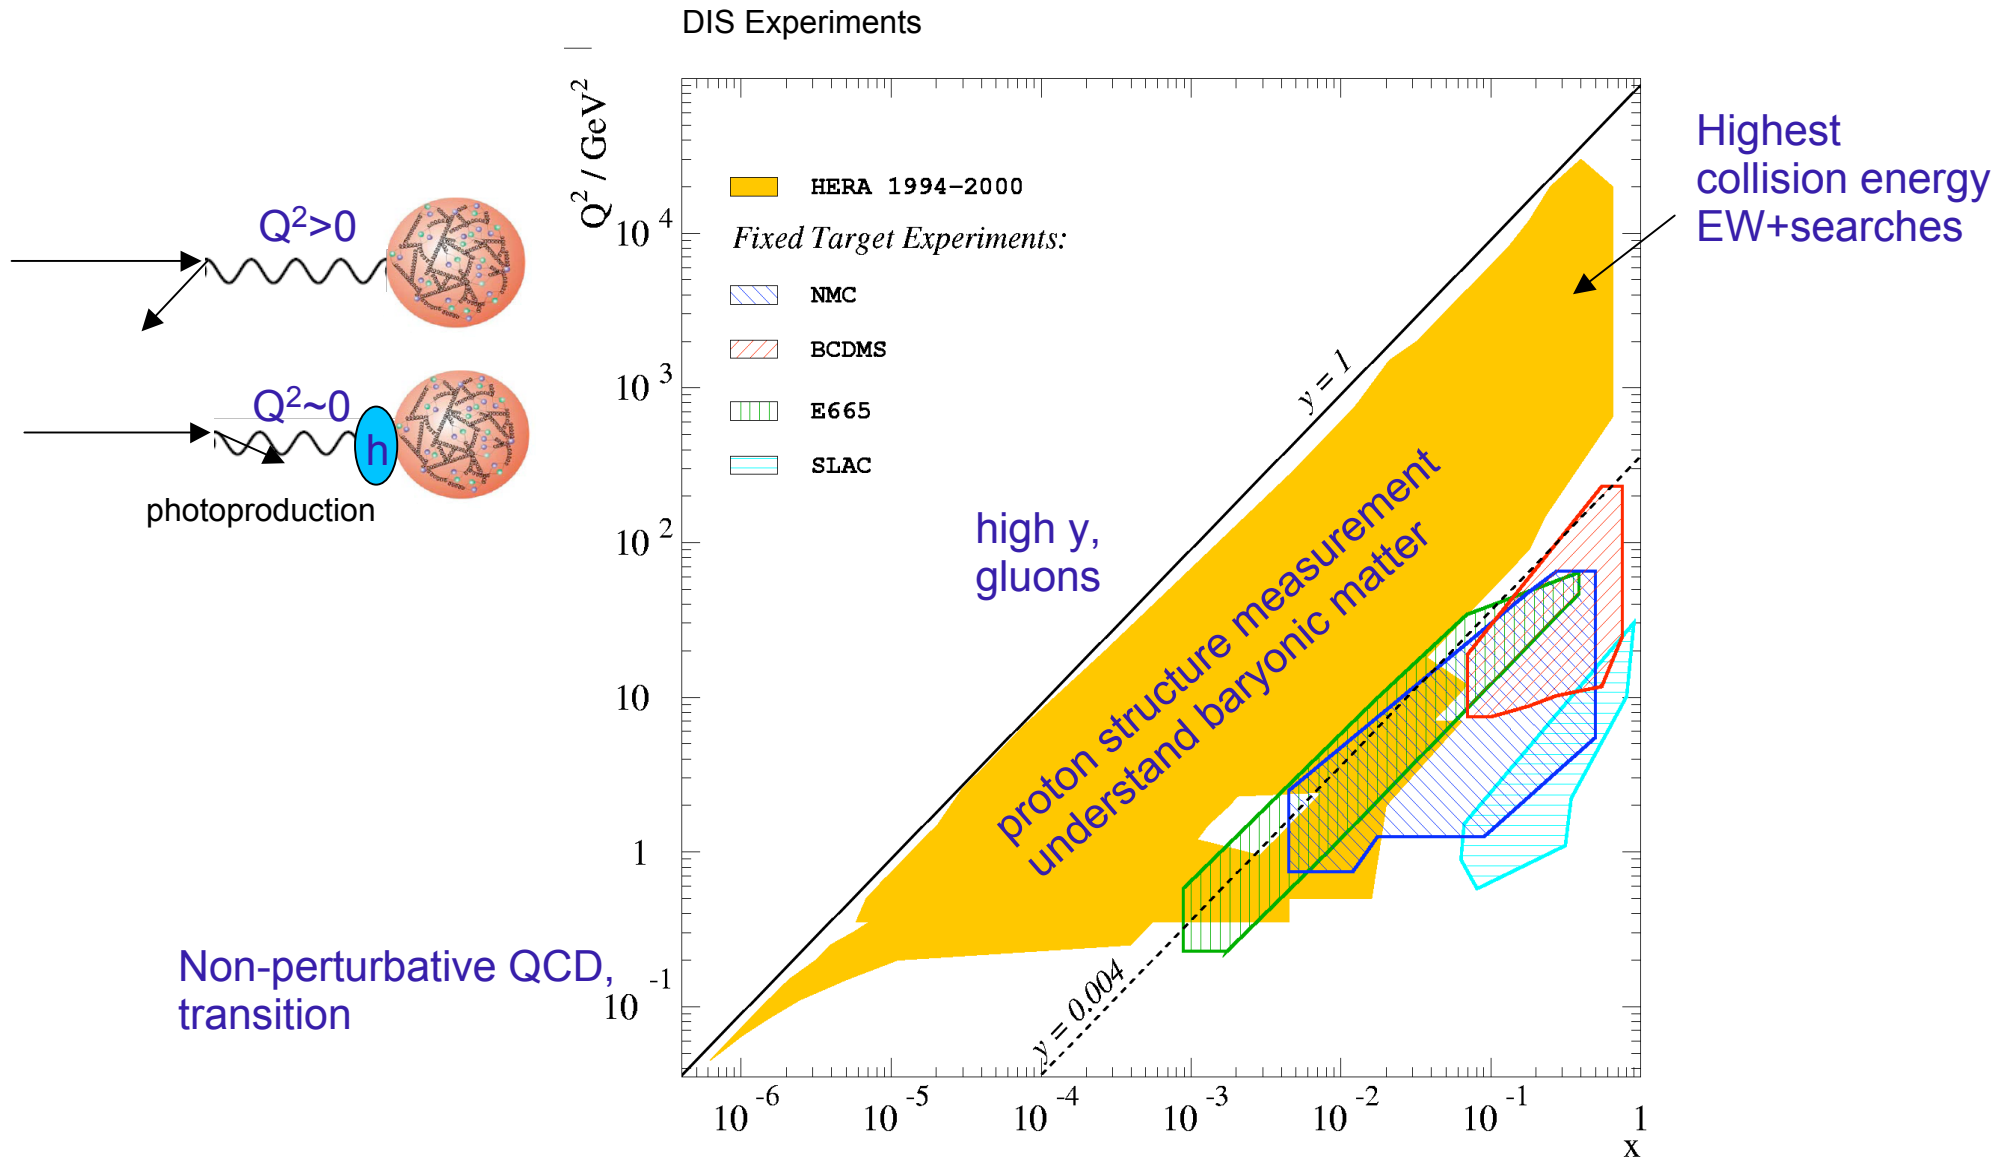 DIS Experiments
Q²>0
Q²~0
h
photoproduction
Q² / GeV²
HERA 1994−2000
Fixed Target Experiments:
NMC
BCDMS
E665
SLAC
Highest
collision energy
EW+searches
y = 1
high y,
gluons
proton structure measurement
understand baryonic matter
Non-perturbative QCD,
transition
y = 0.004
10⁴
10³
10²
10
1
10⁻¹
10⁻⁶ 10⁻⁵ 10⁻⁴ 10⁻³ 10⁻² 10⁻¹ 1
x